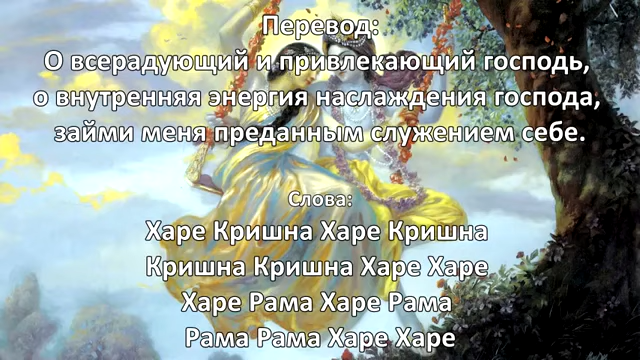 Перевод:
О всерадующий и привлекающий господь,
о внутренняя энергия наслаждения господа,
займи меня преданным служением себе.
Слова:
Харе Кришна Харе Кришна
Кришна Кришна Харе Харе
Харе Рама Харе Рама
Рама Рама Харе Харе